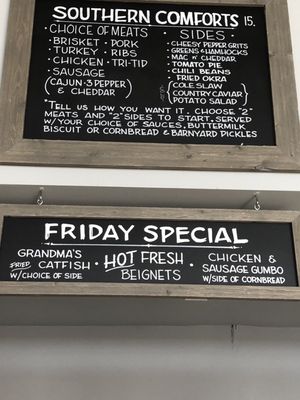 SOUTHERN COMFORTS 15.
CHOICE OF MEATS
BRISKET • PORK
TURKEY • RIBS
CHICKEN • TRI-TIP
SAUSAGE
(CAJUN • 3 PEPPER
& CHEDDAR)
- SIDES -
CHEESY PEPPER GRITS
GREENS & HAM HOCKS
MAC N' CHEDDAR
TOMATO PIE
CHILI BEANS
FRIED OKRA
(COLE SLAW
COUNTRY CAVIAR
POTATO SALAD)
*TELL US HOW YOU WANT IT. CHOOSE "2"
MEATS AND "2" SIDES TO START. SERVED
W/YOUR CHOICE OF SAUCES, BUTTERMILK
BISCUIT OR CORNBREAD & BARNYARD PICKLES
FRIDAY SPECIAL
GRANDMA'S
FRIED CATFISH
W/CHOICE OF SIDE
• HOT FRESH •
BEIGNETS
CHICKEN &
SAUSAGE GUMBO
W/SIDE OF CORNBREAD